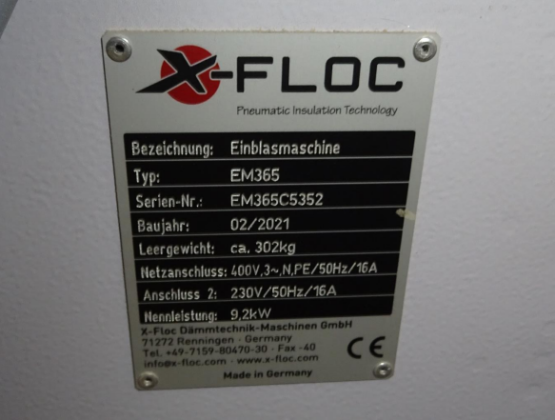 X-FLOC
Pneumatic Insulation Technology
Bezeichnung: Einblasmaschine
Typ: EM365
Serien-Nr.: EM365C5352
Baujahr: 02/2021
Leergewicht: ca. 302kg
Netzanschluss: 400V,3~,N,PE/50Hz/16A
Anschluss 2: 230V/50Hz/16A
Nennleistung: 9,2kW
X-Floc Dämmtechnik-Maschinen GmbH
71272 Renningen - Germany
Tel. +49-7159-80470-30 - Fax -40
info@x-floc.com - www.x-floc.com
CE
Made in Germany